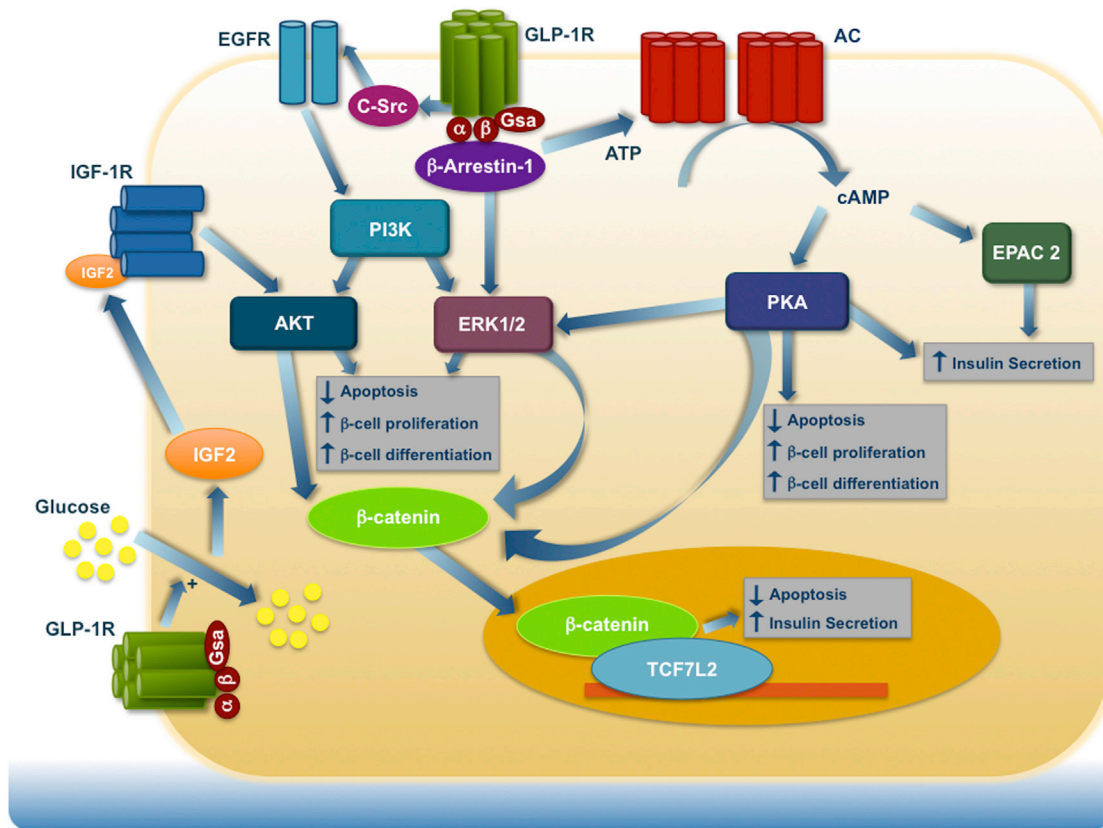 EGFR
GLP-1R
AC
C-Src
Gsa
α
β
β-Arrestin-1
ATP
IGF-1R
cAMP
PI3K
EPAC 2
IGF2
AKT
ERK1/2
PKA
↑ Insulin Secretion
↓ Apoptosis
↑ β-cell proliferation
↑ β-cell differentiation
↓ Apoptosis
↑ β-cell proliferation
↑ β-cell differentiation
IGF2
Glucose
β-catenin
+
GLP-1R
Gsa
β
α
β-catenin
↓ Apoptosis
↑ Insulin Secretion
TCF7L2